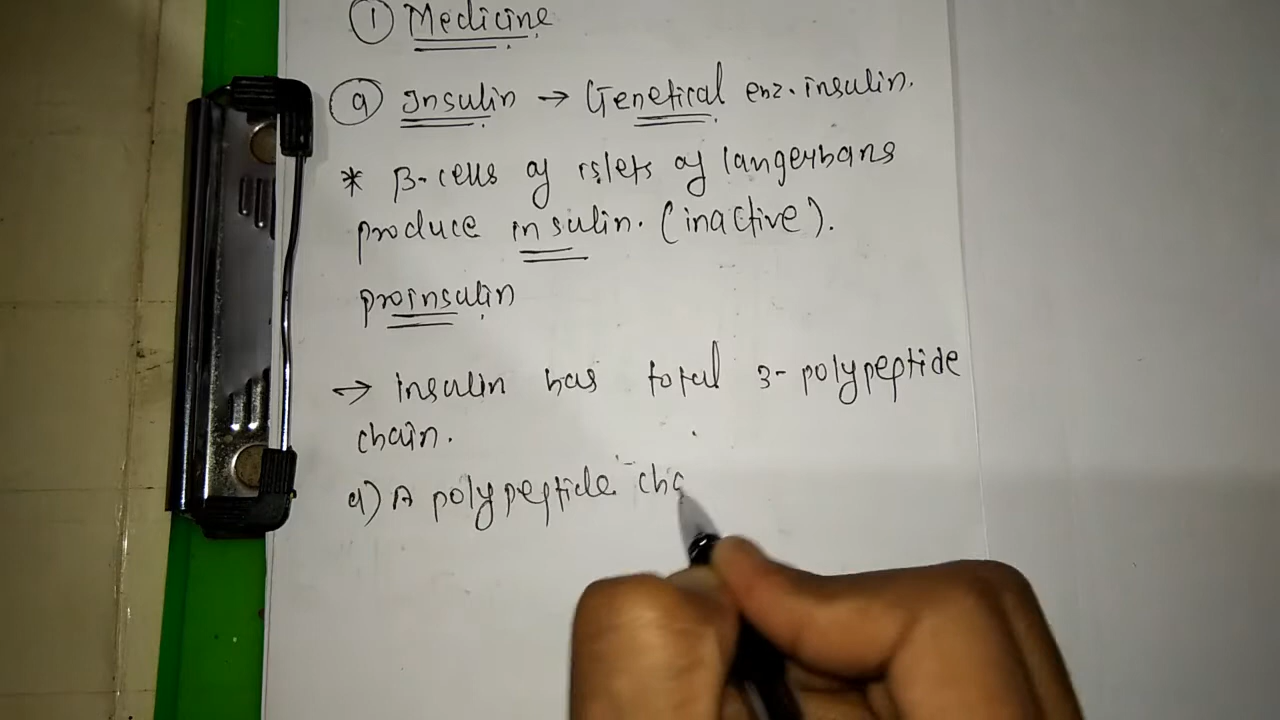 ① Medicine
ⓐ Insulin → Genetical enz. insulin.
* β-cells of islets of langerhans
produce insulin. (inactive).
proinsulin
→ insulin has total 3-polypeptide
chain.
a) A polypeptide cha